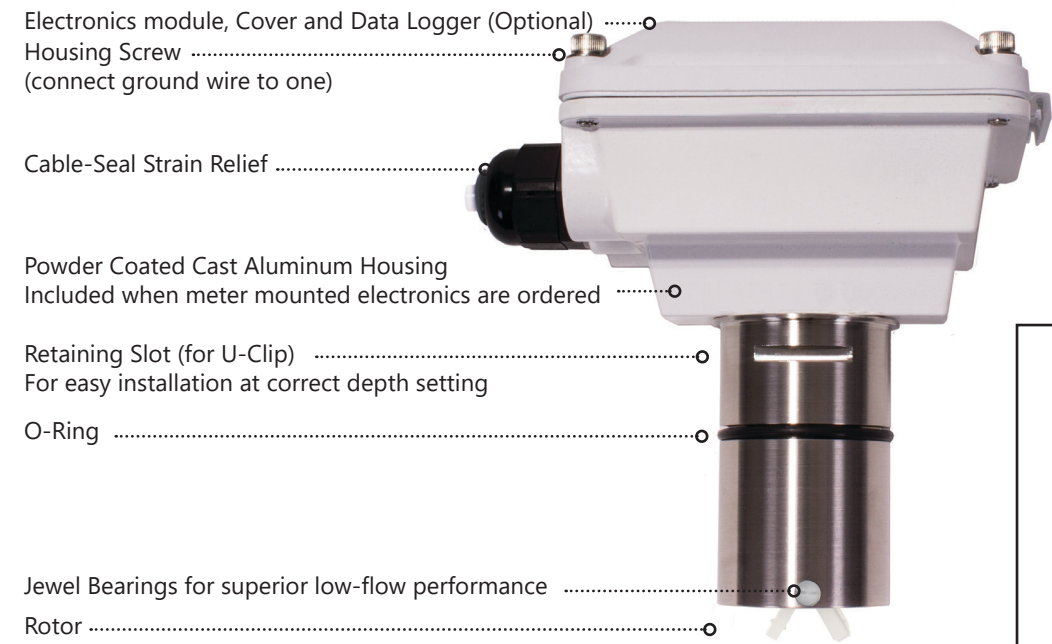 Electronics module, Cover and Data Logger (Optional)
Housing Screw
(connect ground wire to one)
Cable-Seal Strain Relief
Powder Coated Cast Aluminum Housing
Included when meter mounted electronics are ordered
Retaining Slot (for U-Clip)
For easy installation at correct depth setting
O-Ring
Jewel Bearings for superior low-flow performance
Rotor